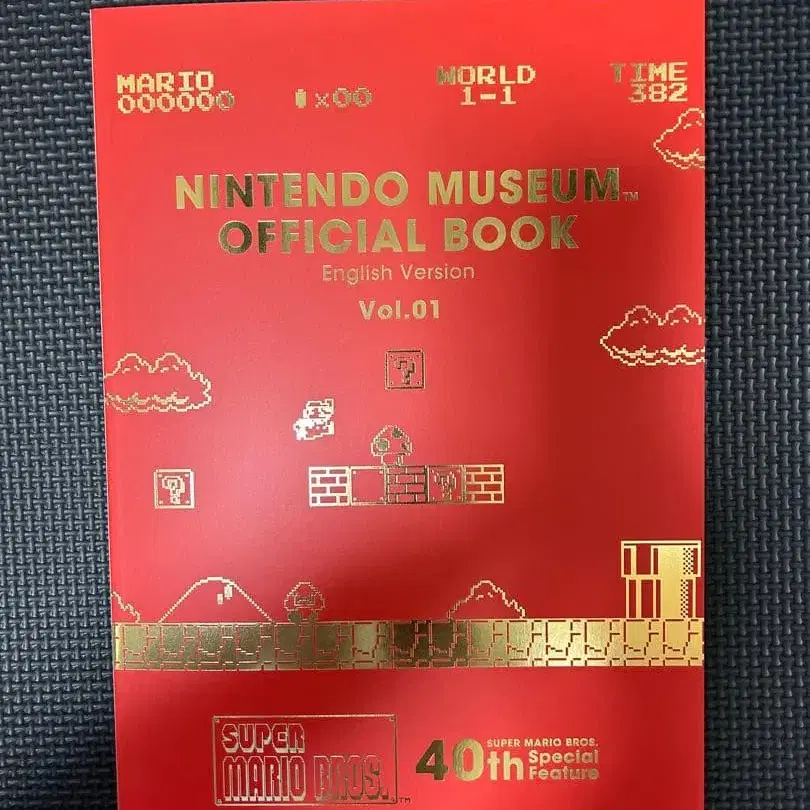 MARIO WORLD TIME
000000 ×00 1-1 382
NINTENDO MUSEUM™
OFFICIAL BOOK
English Version
Vol.01
?
?
?
SUPER
MARIO BROS.™
40th SUPER MARIO BROS.
Special
Feature